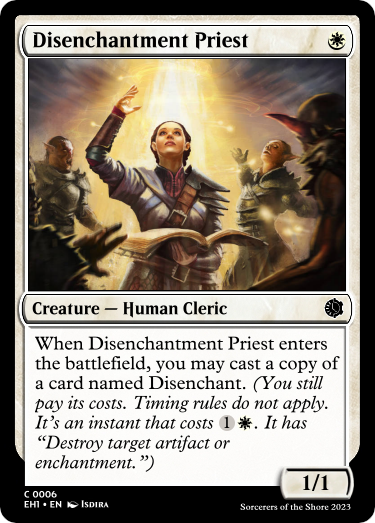 Disenchantment Priest
Creature — Human Cleric
When Disenchantment Priest enters
the battlefield, you may cast a copy of
a card named Disenchant. (You still
pay its costs. Timing rules do not apply.
It's an instant that costs 1. It has
“Destroy target artifact or
enchantment.”)
1/1
C 0006
EH1 • EN Isdira
Sorcerers of the Shore 2023